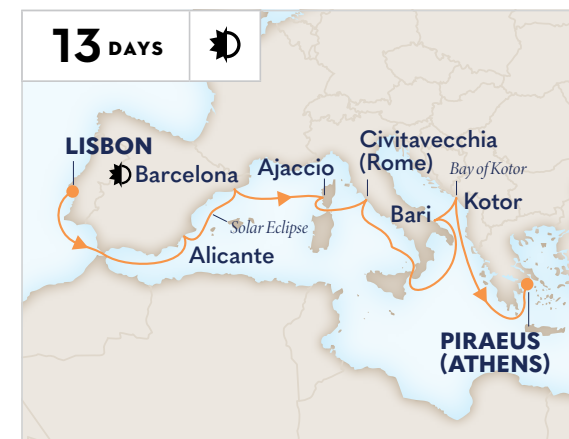 13 DAYS
LISBON
Barcelona
Ajaccio
Civitavecchia
(Rome)
Bay of Kotor
Kotor
Bari
Solar Eclipse
Alicante
PIRAEUS
(ATHENS)